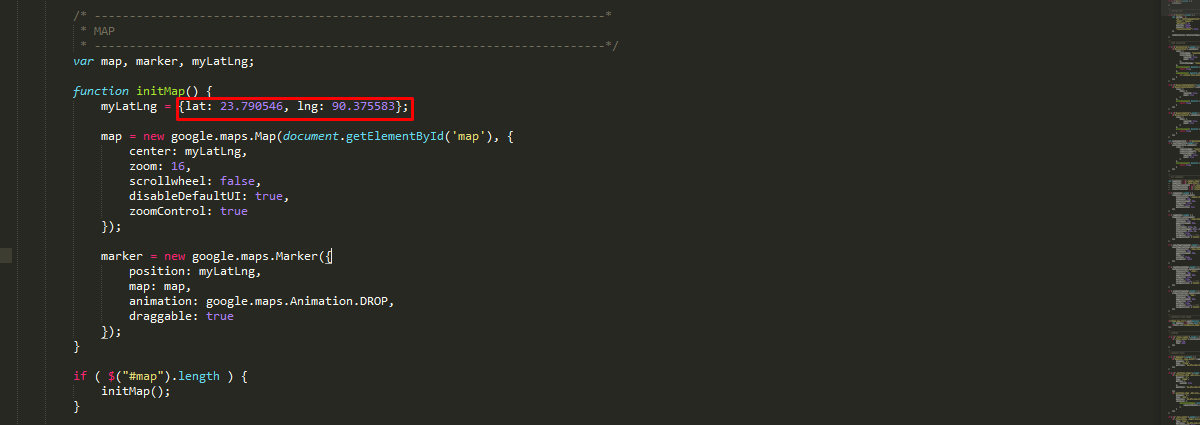 /* -------------------------------------------------------------------------*
* MAP
* -------------------------------------------------------------------------*/
var map, marker, myLatLng;
function initMap() {
myLatLng = {lat: 23.790546, lng: 90.375583};
map = new google.maps.Map(document.getElementById('map'), {
center: myLatLng,
zoom: 16,
scrollwheel: false,
disableDefaultUI: true,
zoomControl: true
});
marker = new google.maps.Marker({
position: myLatLng,
map: map,
animation: google.maps.Animation.DROP,
draggable: true
});
}
if ( $("#map").length ) {
initMap();
}